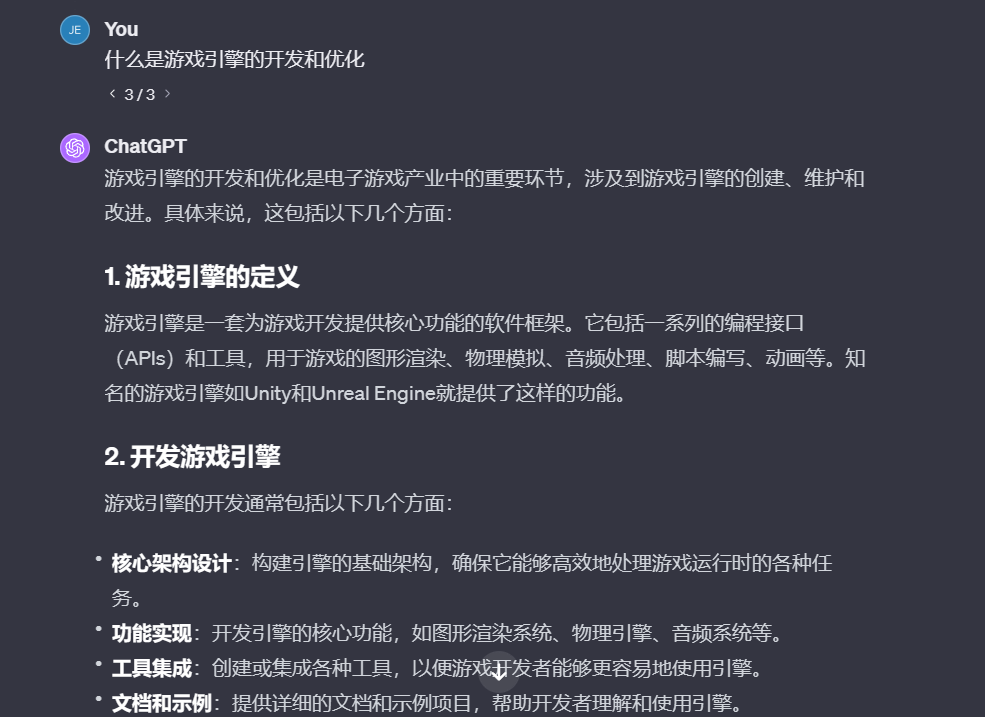 JE
You
什么是游戏引擎的开发和优化
< 3 / 3 >
ChatGPT
游戏引擎的开发和优化是电子游戏产业中的重要环节，涉及到游戏引擎的创建、维护和
改进。具体来说，这包括以下几个方面：
1. 游戏引擎的定义
游戏引擎是一套为游戏开发提供核心功能的软件框架。它包括一系列的编程接口
（APIs）和工具，用于游戏的图形渲染、物理模拟、音频处理、脚本编写、动画等。知
名的游戏引擎如Unity和Unreal Engine就提供了这样的功能。
2. 开发游戏引擎
游戏引擎的开发通常包括以下几个方面：
• 核心架构设计：构建引擎的基础架构，确保它能够高效地处理游戏运行时的各种任
务。
• 功能实现：开发引擎的核心功能，如图形渲染系统、物理引擎、音频系统等。
• 工具集成：创建或集成各种工具，以便游戏开发者能够更容易地使用引擎。
• 文档和示例：提供详细的文档和示例项目，帮助开发者理解和使用引擎。